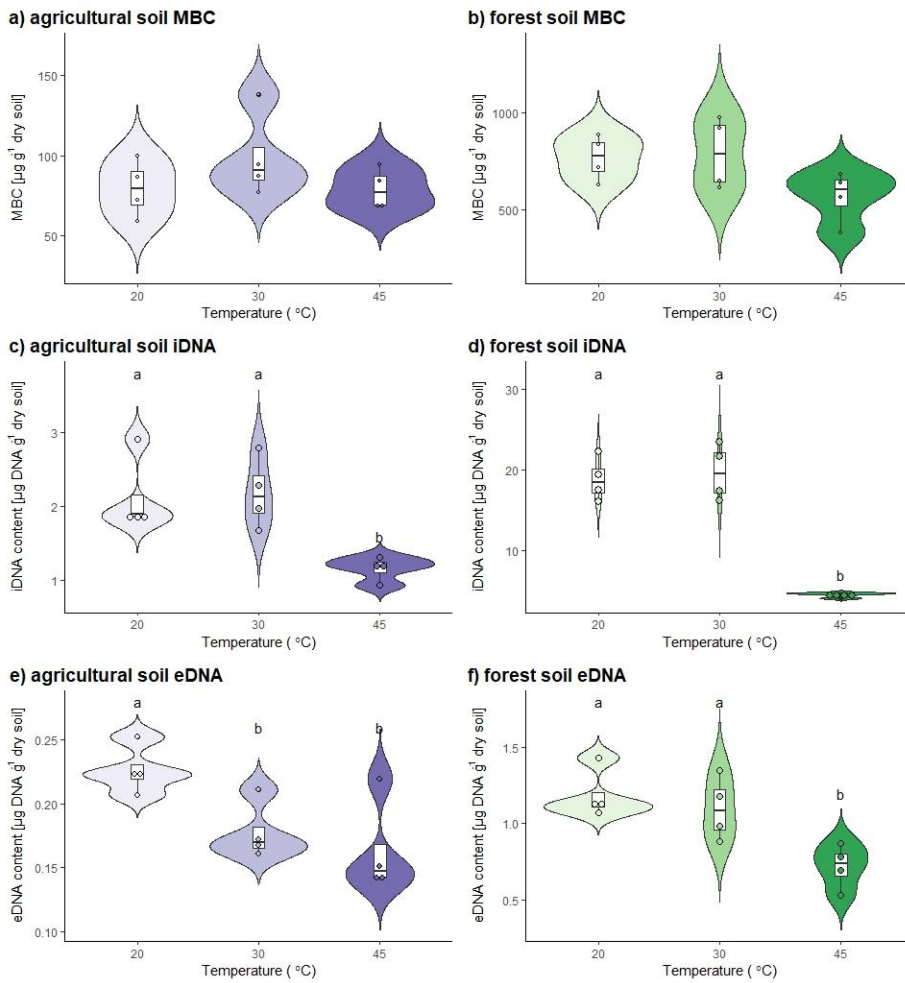 a) agricultural soil MBC
MBC [µg g⁻¹ dry soil]
150
100
50
20 30 45
Temperature ( °C)
b) forest soil MBC
MBC [µg g⁻¹ dry soil]
1000
500
20 30 45
Temperature ( °C)
c) agricultural soil iDNA
iDNA content [µg DNA g⁻¹ dry soil]
a a
b
3
2
1
20 30 45
Temperature ( °C)
d) forest soil iDNA
iDNA content [µg DNA g⁻¹ dry soil]
a a
b
30
20
10
20 30 45
Temperature ( °C)
e) agricultural soil eDNA
eDNA content [µg DNA g⁻¹ dry soil]
a
b b
0.25
0.20
0.15
0.10
20 30 45
Temperature ( °C)
f) forest soil eDNA
eDNA content [µg DNA g⁻¹ dry soil]
a a
b
1.5
1.0
0.5
20 30 45
Temperature ( °C)